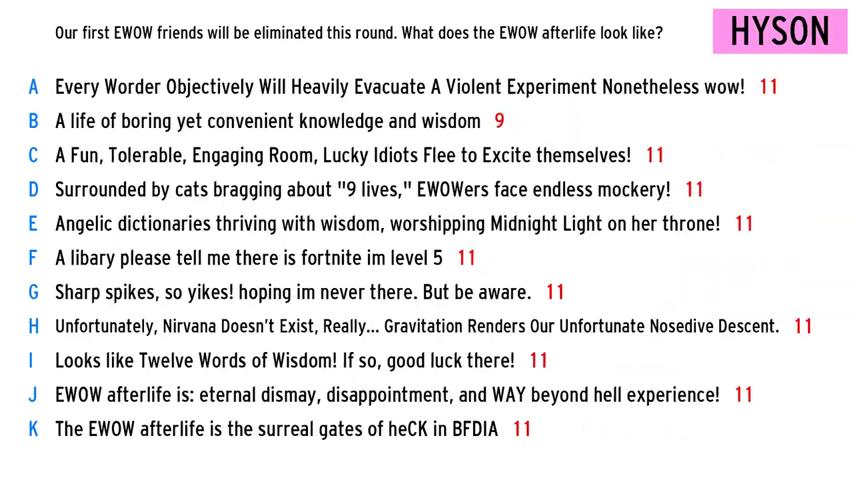 Our first EWOW friends will be eliminated this round. What does the EWOW afterlife look like?
HYSON
A Every Worder Objectively Will Heavily Evacuate A Violent Experiment Nonetheless wow! 11
B A life of boring yet convenient knowledge and wisdom 9
C A Fun, Tolerable, Engaging Room, Lucky Idiots Flee to Excite themselves! 11
D Surrounded by cats bragging about "9 lives," EWOWers face endless mockery! 11
E Angelic dictionaries thriving with wisdom, worshipping Midnight Light on her throne! 11
F A libary please tell me there is fortnite im level 5 11
G Sharp spikes, so yikes! hoping im never there. But be aware. 11
H Unfortunately, Nirvana Doesn't Exist, Really... Gravitation Renders Our Unfortunate Nosedive Descent. 11
I Looks like Twelve Words of Wisdom! If so, good luck there! 11
J EWOW afterlife is: eternal dismay, disappointment, and WAY beyond hell experience! 11
K The EWOW afterlife is the surreal gates of heCK in BFDIA 11